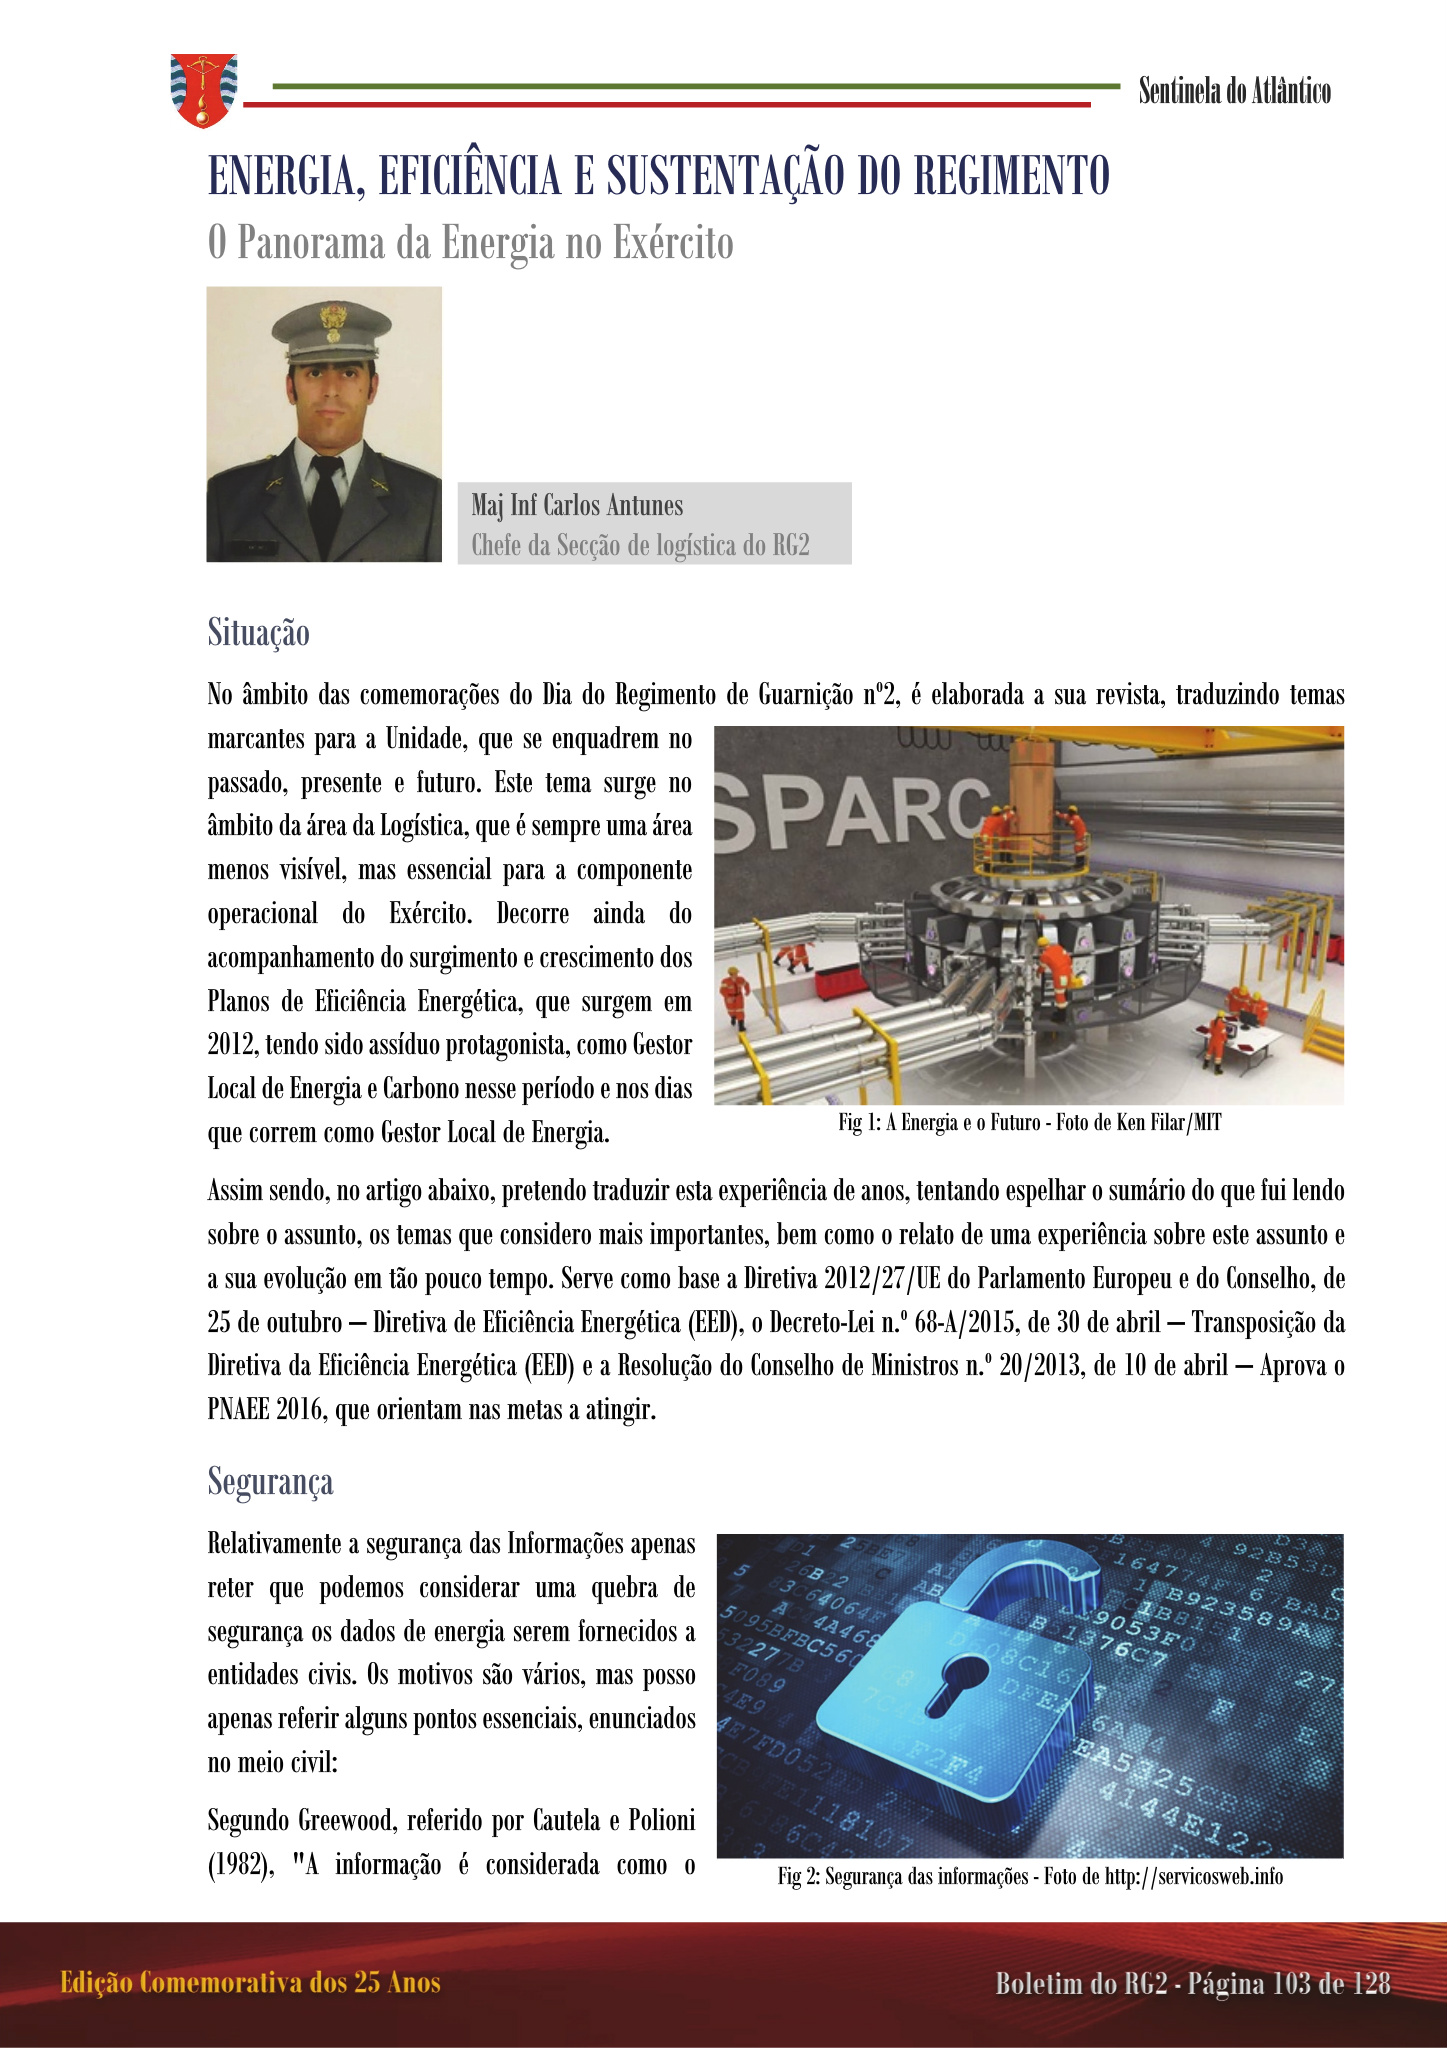 Sentinela do Atlântico
ENERGIA, EFICIÊNCIA E SUSTENTAÇÃO DO REGIMENTO
O Panorama da Energia no Exército
Maj Inf Carlos Antunes
Chefe da Secção de logística do RG2
Situação
No âmbito das comemorações do Dia do Regimento de Guarnição nº2, é elaborada a sua revista, traduzindo temas
marcantes para a Unidade, que se enquadrem no
passado, presente e futuro. Este tema surge no
âmbito da área da Logística, que é sempre uma área
menos visível, mas essencial para a componente
operacional do Exército. Decorre ainda do
acompanhamento do surgimento e crescimento dos
Planos de Eficiência Energética, que surgem em
2012, tendo sido assíduo protagonista, como Gestor
Local de Energia e Carbono nesse período e nos dias
que correm como Gestor Local de Energia.
SPARC
Fig 1: A Energia e o Futuro - Foto de Ken Filar/MIT
Assim sendo, no artigo abaixo, pretendo traduzir esta experiência de anos, tentando espelhar o sumário do que fui lendo
sobre o assunto, os temas que considero mais importantes, bem como o relato de uma experiência sobre este assunto e
a sua evolução em tão pouco tempo. Serve como base a Diretiva 2012/27/UE do Parlamento Europeu e do Conselho, de
25 de outubro — Diretiva de Eficiência Energética (EED), o Decreto-Lei n.º 68-A/2015, de 30 de abril — Transposição da
Diretiva da Eficiência Energética (EED) e a Resolução do Conselho de Ministros n.º 20/2013, de 10 de abril — Aprova o
PNAEE 2016, que orientam nas metas a atingir.
Segurança
Relativamente a segurança das Informações apenas
reter que podemos considerar uma quebra de
segurança os dados de energia serem fornecidos a
entidades civis. Os motivos são vários, mas posso
apenas referir alguns pontos essenciais, enunciados
no meio civil:
Segundo Greewood, referido por Cautela e Polioni
(1982), "A informação é considerada como o
Fig 2: Segurança das informações - Foto de http://servicosweb.info
Edição Comemorativa dos 25 Anos
Boletim do RG2 - Página 103 de 128